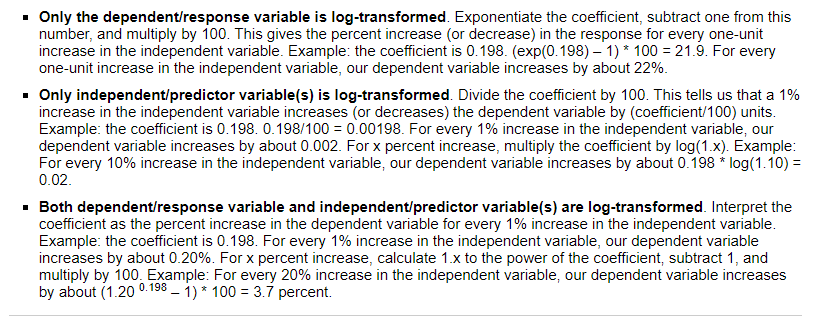 ▪ Only the dependent/response variable is log-transformed. Exponentiate the coefficient, subtract one from this
number, and multiply by 100. This gives the percent increase (or decrease) in the response for every one-unit
increase in the independent variable. Example: the coefficient is 0.198. (exp(0.198) – 1) * 100 = 21.9. For every
one-unit increase in the independent variable, our dependent variable increases by about 22%.
▪ Only independent/predictor variable(s) is log-transformed. Divide the coefficient by 100. This tells us that a 1%
increase in the independent variable increases (or decreases) the dependent variable by (coefficient/100) units.
Example: the coefficient is 0.198. 0.198/100 = 0.00198. For every 1% increase in the independent variable, our
dependent variable increases by about 0.002. For x percent increase, multiply the coefficient by log(1.x). Example:
For every 10% increase in the independent variable, our dependent variable increases by about 0.198 * log(1.10) =
0.02.
▪ Both dependent/response variable and independent/predictor variable(s) are log-transformed. Interpret the
coefficient as the percent increase in the dependent variable for every 1% increase in the independent variable.
Example: the coefficient is 0.198. For every 1% increase in the independent variable, our dependent variable
increases by about 0.20%. For x percent increase, calculate 1.x to the power of the coefficient, subtract 1, and
multiply by 100. Example: For every 20% increase in the independent variable, our dependent variable increases
by about (1.20 ^0.198 – 1) * 100 = 3.7 percent.